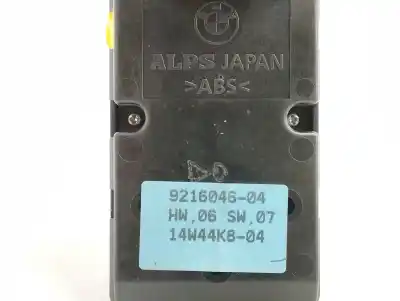 ALPS JAPAN
>ABS<
9216046-04
HW,06 SW,07
14W44K8-04